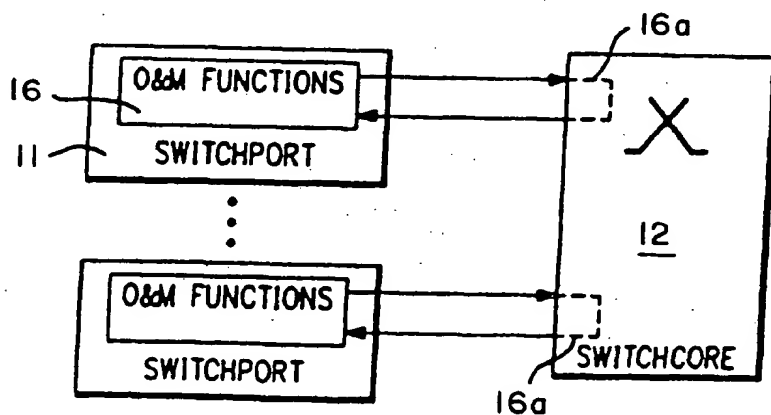 16a
O&M FUNCTIONS
16
11
SWITCHPORT
12
O&M FUNCTIONS
SWITCHPORT
SWITCHCORE
16a